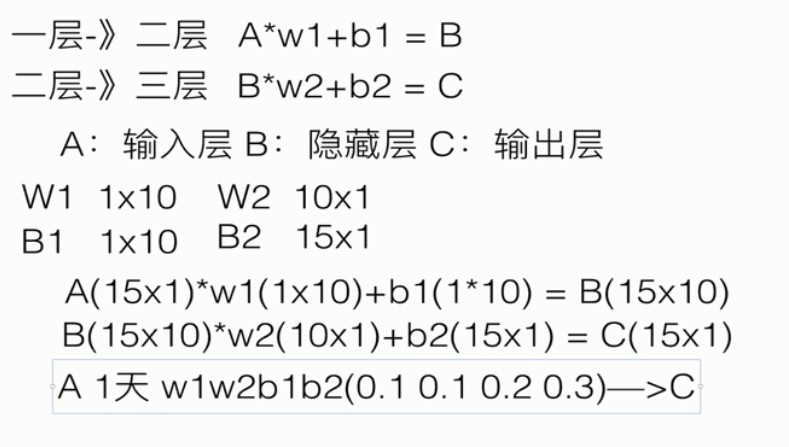 一层-》二层 A*w1+b1 = B
二层-》三层 B*w2+b2 = C
A：输入层 B：隐藏层 C：输出层
W1 1x10 W2 10x1
B1 1x10 B2 15x1
A(15x1)*w1(1x10)+b1(1*10) = B(15x10)
B(15x10)*w2(10x1)+b2(15x1) = C(15x1)
A 1天 w1w2b1b2(0.1 0.1 0.2 0.3)—>C